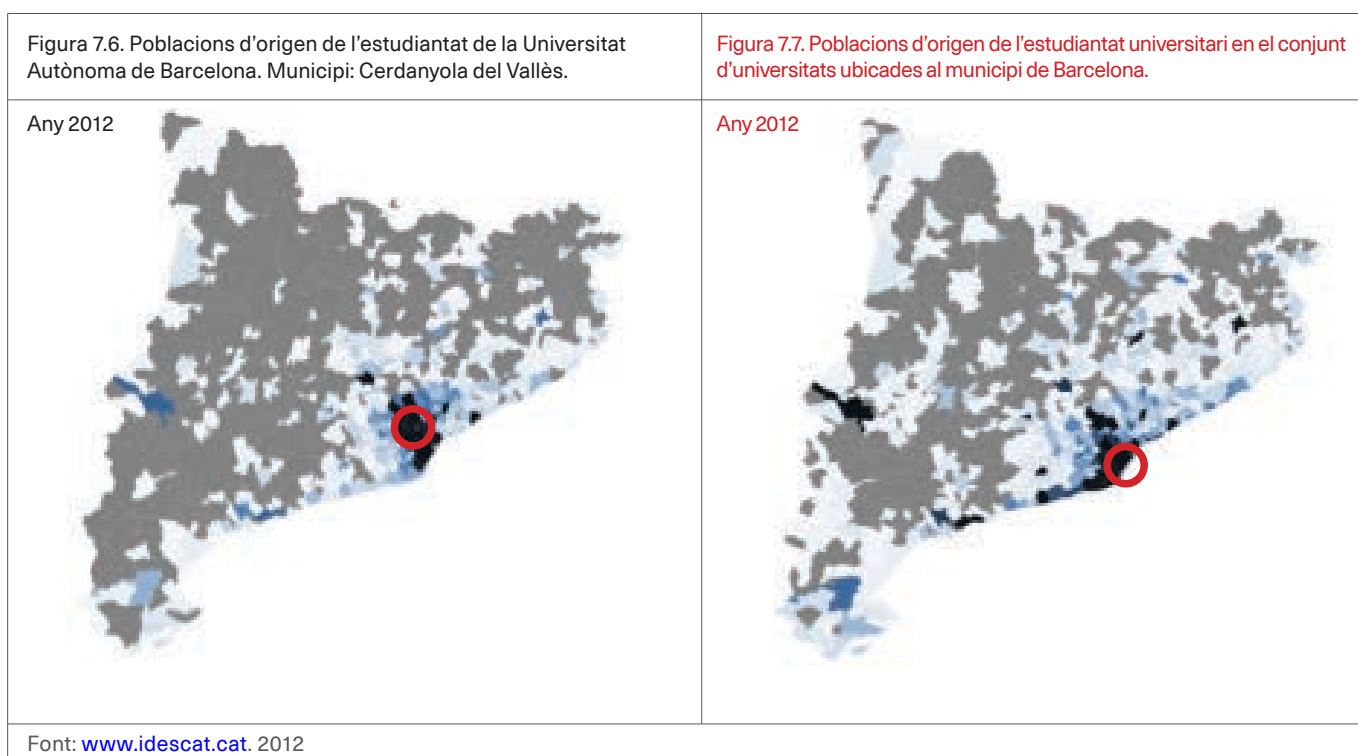 Figura 7.6. Poblacions d'origen de l'estudiantat de la Universitat
Autònoma de Barcelona. Municipi: Cerdanyola del Vallès.
Figura 7.7. Poblacions d'origen de l'estudiantat universitari en el conjunt
d'universitats ubicades al municipi de Barcelona.
Any 2012
Any 2012
Font: www.idescat.cat. 2012